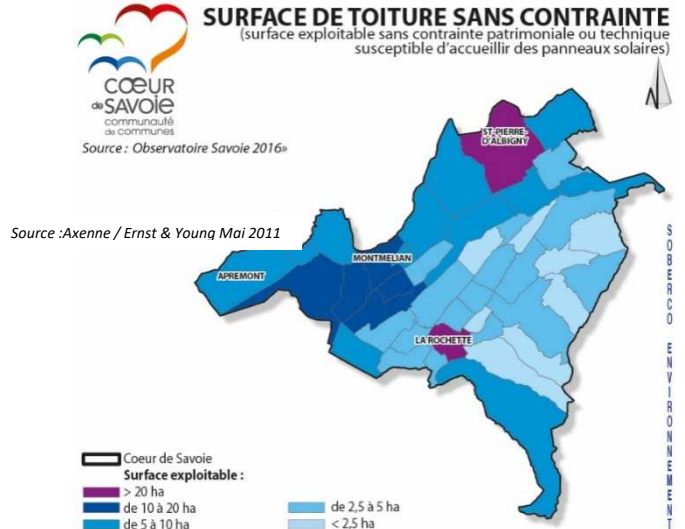 SURFACE DE TOITURE SANS CONTRAINTE
(surface exploitable sans contrainte patrimoniale ou technique
susceptible d'accueillir des panneaux solaires)
CŒUR
de SAVOIE
communauté
de communes
Source : Observatoire Savoie 2016»
N
ST-PIERRE-
D'ALBIGNY
Source :Axenne / Ernst & Young Mai 2011
MONTMELIAN
APREMONT
LA ROCHETTE
SOBERCO ENVIRONNEMENT
Coeur de Savoie
Surface exploitable :
> 20 ha
de 10 à 20 ha
de 5 à 10 ha
de 2,5 à 5 ha
< 2,5 ha